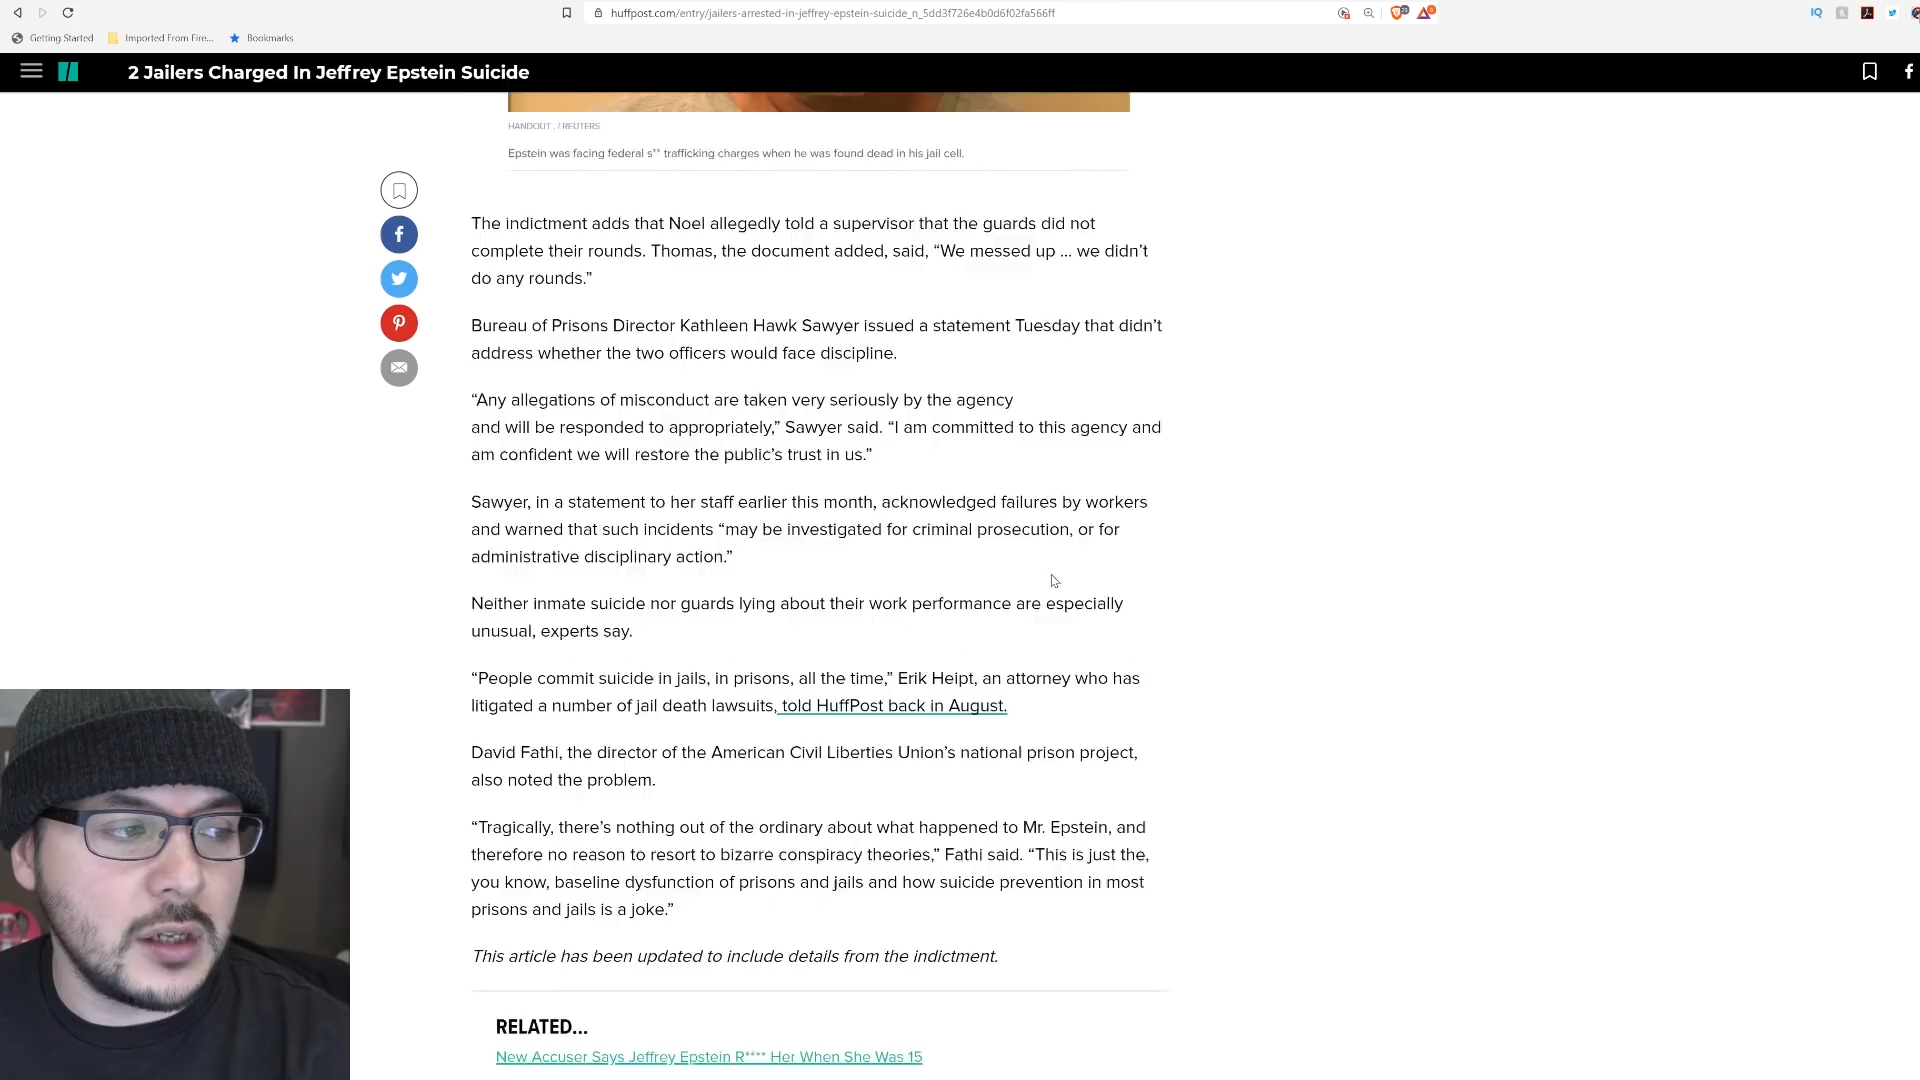 huffpost.com/entry/jailers-arrested-in-jeffrey-epstein-suicide_n_5dd3f726e4b0d6f02fa566ff
IQ
Getting Started
Imported From Fire...
Bookmarks
2 Jailers Charged In Jeffrey Epstein Suicide
HANDOUT . / REUTERS
Epstein was facing federal s** trafficking charges when he was found dead in his jail cell.
The indictment adds that Noel allegedly told a supervisor that the guards did not
complete their rounds. Thomas, the document added, said, “We messed up ... we didn’t
do any rounds.”
Bureau of Prisons Director Kathleen Hawk Sawyer issued a statement Tuesday that didn’t
address whether the two officers would face discipline.
“Any allegations of misconduct are taken very seriously by the agency
and will be responded to appropriately,” Sawyer said. “I am committed to this agency and
am confident we will restore the public’s trust in us.”
Sawyer, in a statement to her staff earlier this month, acknowledged failures by workers
and warned that such incidents “may be investigated for criminal prosecution, or for
administrative disciplinary action.”
Neither inmate suicide nor guards lying about their work performance are especially
unusual, experts say.
“People commit suicide in jails, in prisons, all the time,” Erik Heipt, an attorney who has
litigated a number of jail death lawsuits, told HuffPost back in August.
David Fathi, the director of the American Civil Liberties Union’s national prison project,
also noted the problem.
“Tragically, there’s nothing out of the ordinary about what happened to Mr. Epstein, and
therefore no reason to resort to bizarre conspiracy theories,” Fathi said. “This is just the,
you know, baseline dysfunction of prisons and jails and how suicide prevention in most
prisons and jails is a joke.”
This article has been updated to include details from the indictment.
RELATED...
New Accuser Says Jeffrey Epstein R**** Her When She Was 15